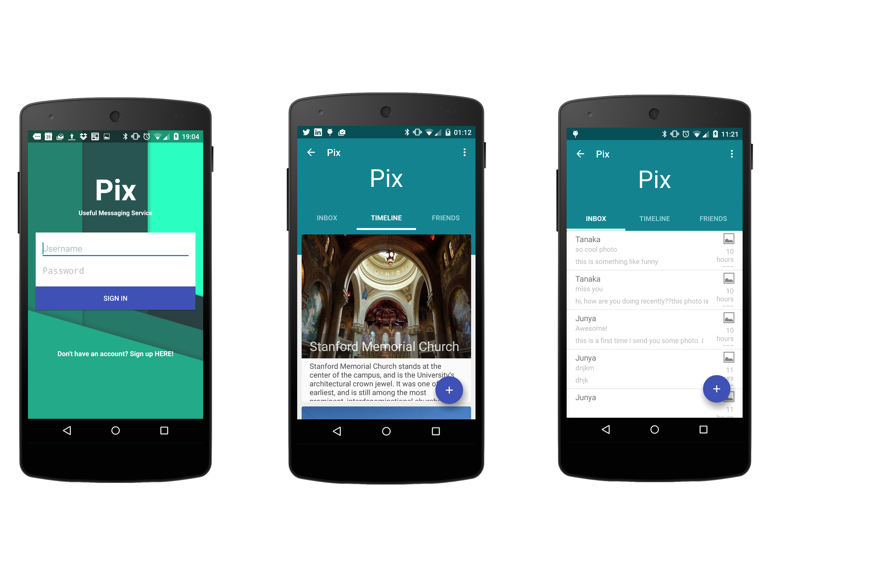 19:04
Pix
Useful Messaging Service
Username
Password
SIGN IN
Don't have an account? Sign up HERE!
01:12
Pix
Pix
INBOX
TIMELINE
FRIENDS
Stanford Memorial Church
Stanford Memorial Church stands at the
center of the campus, and is the University's
architectural crown jewel. It was one of
earliest, and is still among the most
prominent, interdenominational
11:21
Pix
Pix
INBOX
TIMELINE
FRIENDS
Tanaka
so cool photo
this is something like funny
10
hours
Tanaka
miss you
hi, how are you doing recently??this photo is
10
hours
Junya
Awesome!
this is a first time I send you some photo. I
10
hours
Junya
dnjkm
dhjk
11
Junya
11